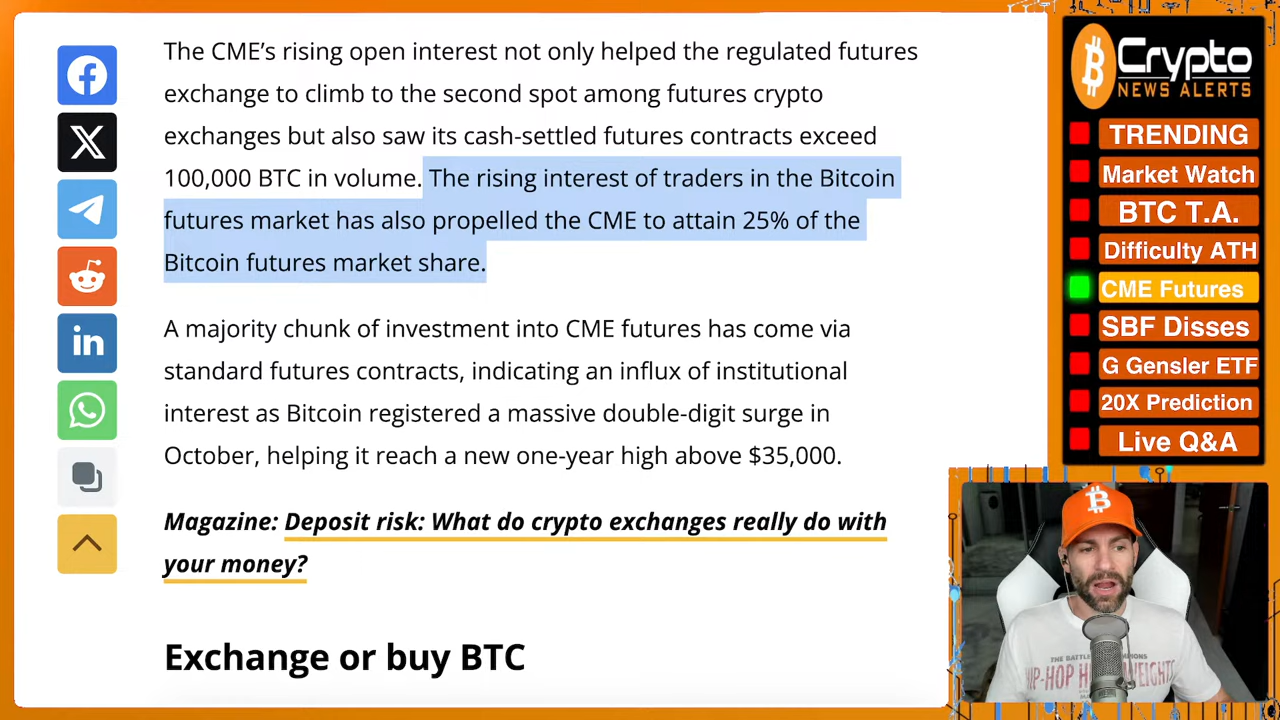 The CME's rising open interest not only helped the regulated futures
exchange to climb to the second spot among futures crypto
exchanges but also saw its cash-settled futures contracts exceed
100,000 BTC in volume. The rising interest of traders in the Bitcoin
futures market has also propelled the CME to attain 25% of the
Bitcoin futures market share.
A majority chunk of investment into CME futures has come via
standard futures contracts, indicating an influx of institutional
interest as Bitcoin registered a massive double-digit surge in
October, helping it reach a new one-year high above $35,000.
Magazine: Deposit risk: What do crypto exchanges really do with
your money?
Exchange or buy BTC
Crypto
NEWS ALERTS
TRENDING
Market Watch
BTC T.A.
Difficulty ATH
CME Futures
SBF Disses
G Gensler ETF
20X Prediction
Live Q&A
THE BATTLE